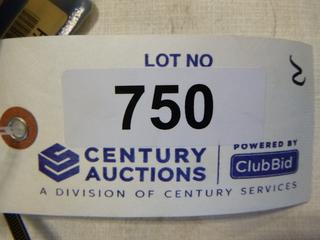 LOT NO
750
CENTURY
AUCTIONS
POWERED BY
ClubBid
A DIVISION OF CENTURY SERVICES